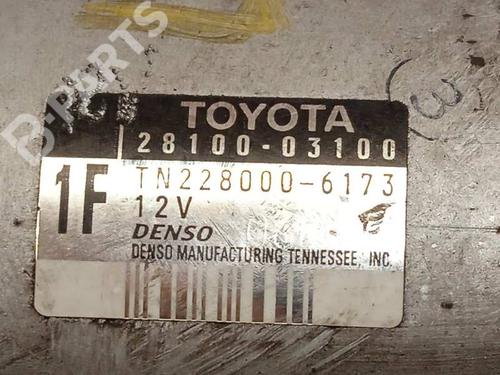 B-PARTS
TOYOTA
28100-03100
1F
TN228000-6173
12V
DENSO
DENSO MANUFACTURING TENNESSEE, INC.